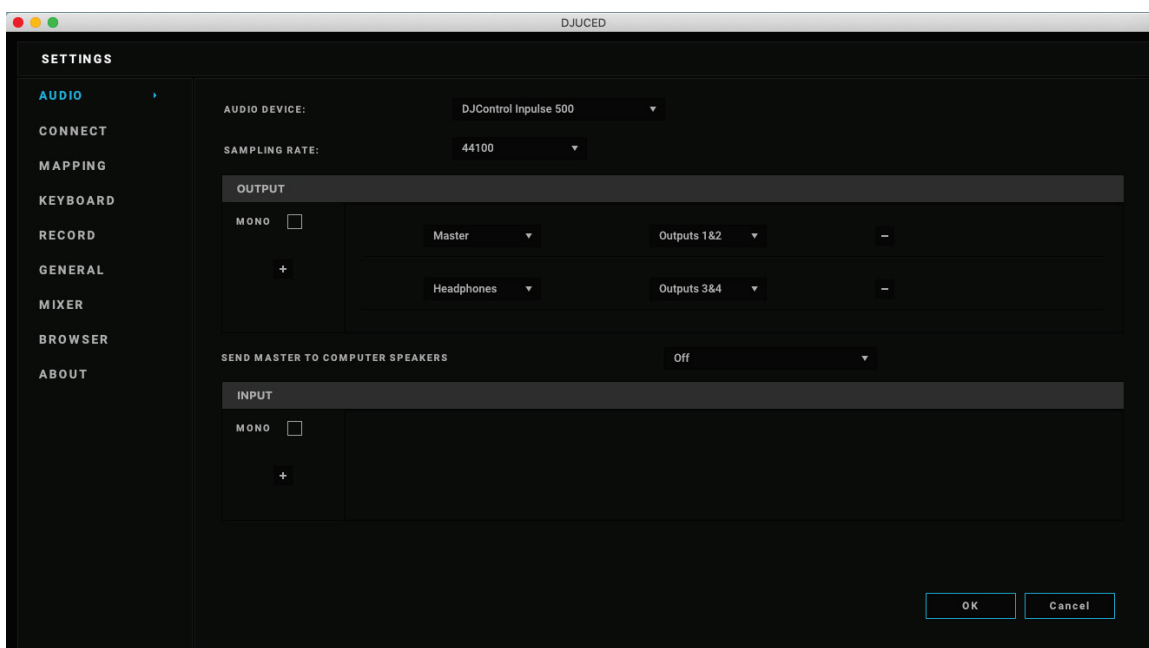 DJUCED
SETTINGS
AUDIO
CONNECT
MAPPING
KEYBOARD
RECORD
GENERAL
MIXER
BROWSER
ABOUT
AUDIO DEVICE: DJControl Inpulse 500
SAMPLING RATE: 44100
OUTPUT
MONO
+
Master Outputs 1&2 −
Headphones Outputs 3&4 −
SEND MASTER TO COMPUTER SPEAKERS Off
INPUT
MONO
+
OK Cancel